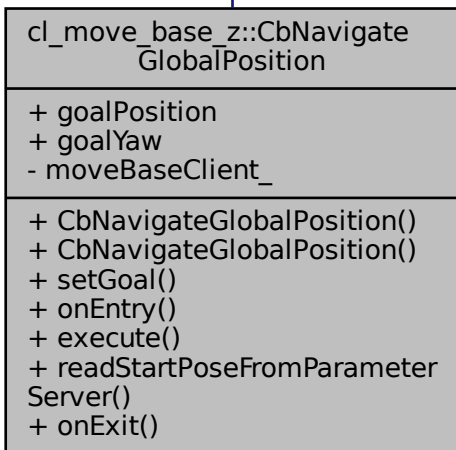 cl_move_base_z::CbNavigate
GlobalPosition
+ goalPosition
+ goalYaw
- moveBaseClient_
+ CbNavigateGlobalPosition()
+ CbNavigateGlobalPosition()
+ setGoal()
+ onEntry()
+ execute()
+ readStartPoseFromParameter
Server()
+ onExit()